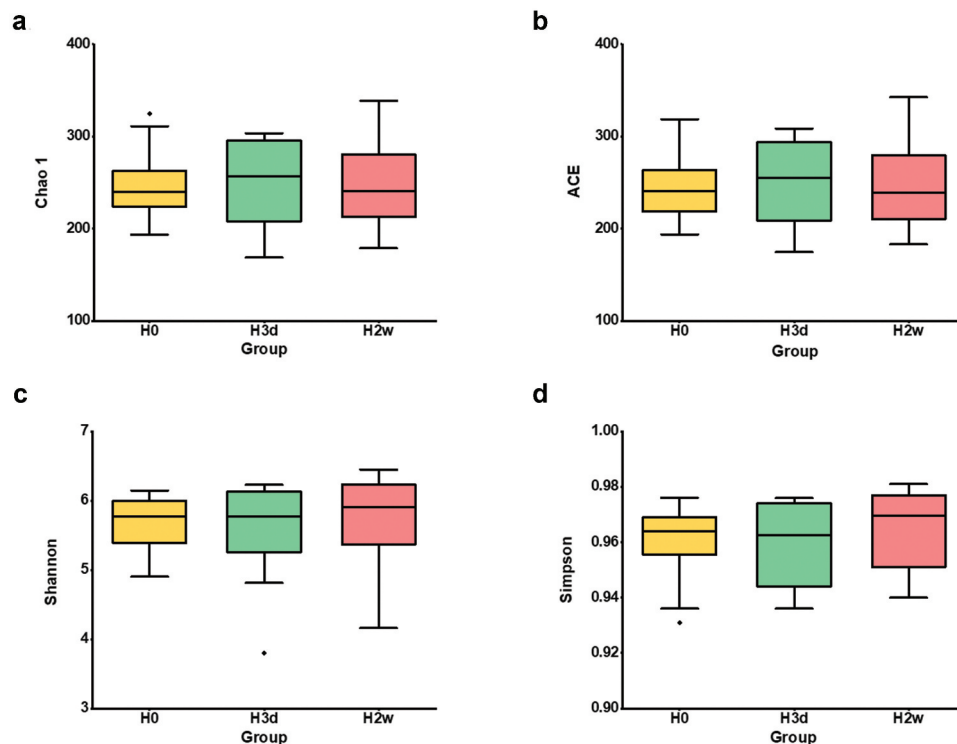 a
400
300
200
100
Chao 1
H0 H3d H2w
Group
b
400
300
200
100
ACE
H0 H3d H2w
Group
c
7
6
5
4
3
Shannon
H0 H3d H2w
Group
d
1.00
0.98
0.96
0.94
0.92
0.90
Simpson
H0 H3d H2w
Group